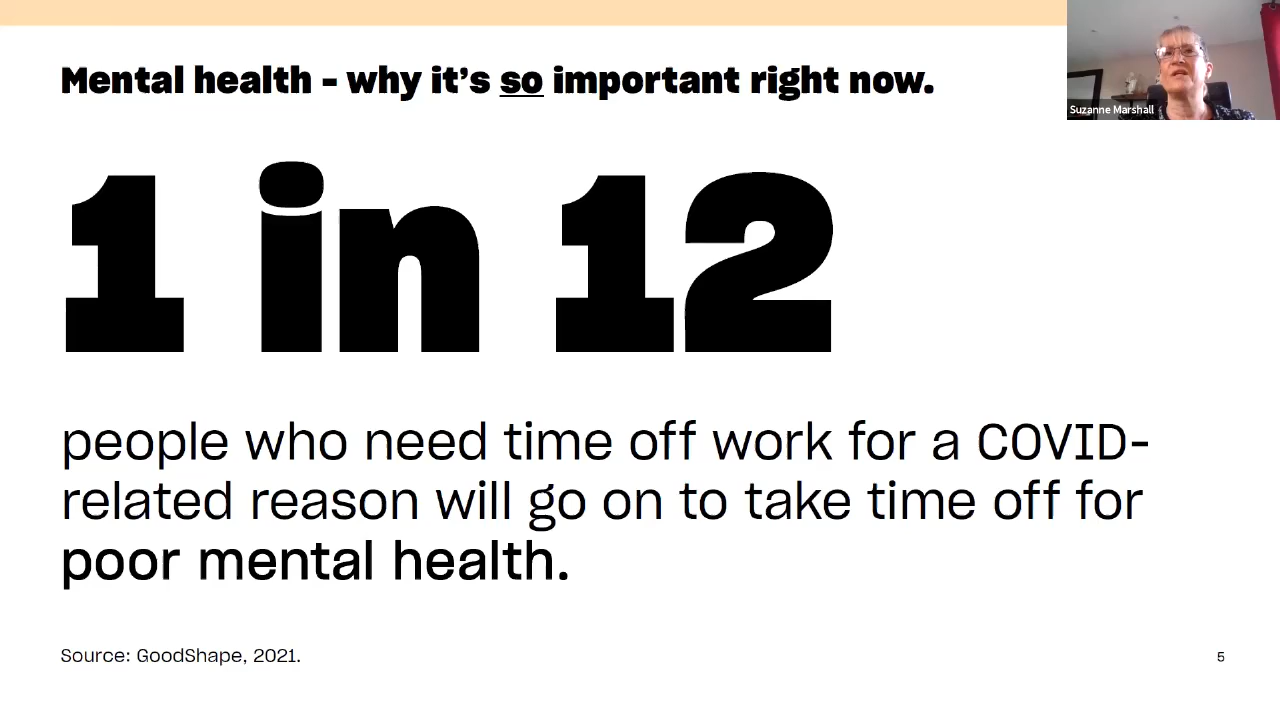 Mental health - why it's so important right now.
Suzanne Marshall
1 in 12
people who need time off work for a COVID-
related reason will go on to take time off for
poor mental health.
Source: GoodShape, 2021.
5